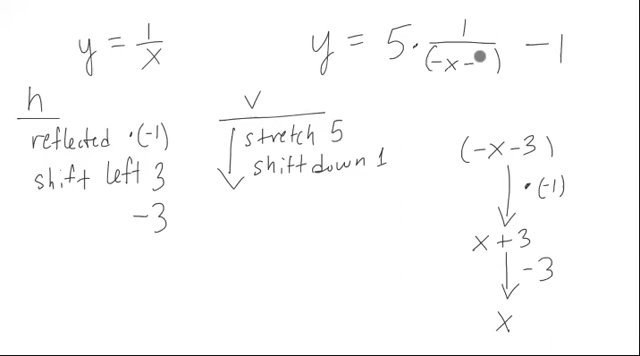 y = 1/x
y = 5 · 1/(-x- ) - 1
h
reflected ·(-1)
shift left 3
-3
v
stretch 5
shift down 1
(-x-3)
·(-1)
x+3
-3
x